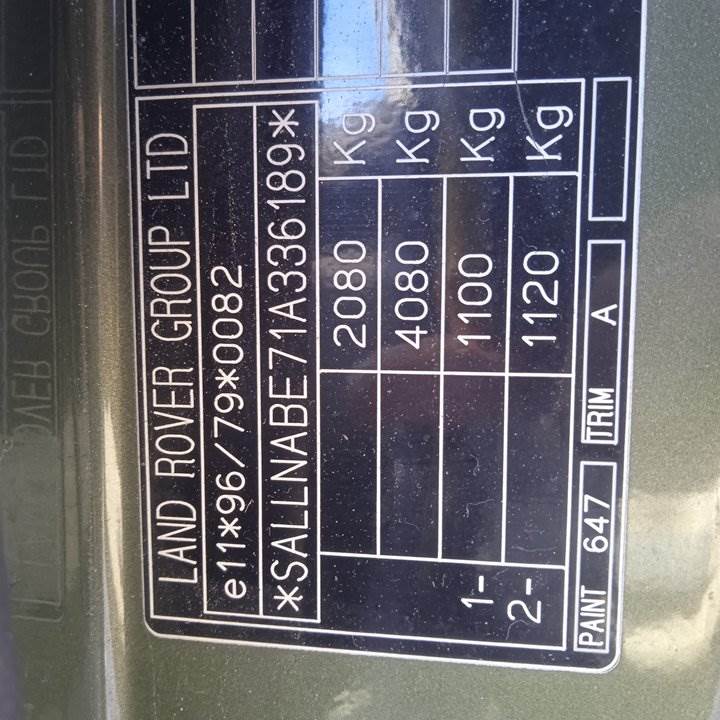 LAND ROVER GROUP LTD
e11*96/79*0082
*SALLNABE71A336189*
2080 Kg
4080 Kg
1- 1100 Kg
2- 1120 Kg
PAINT 647 TRIM A